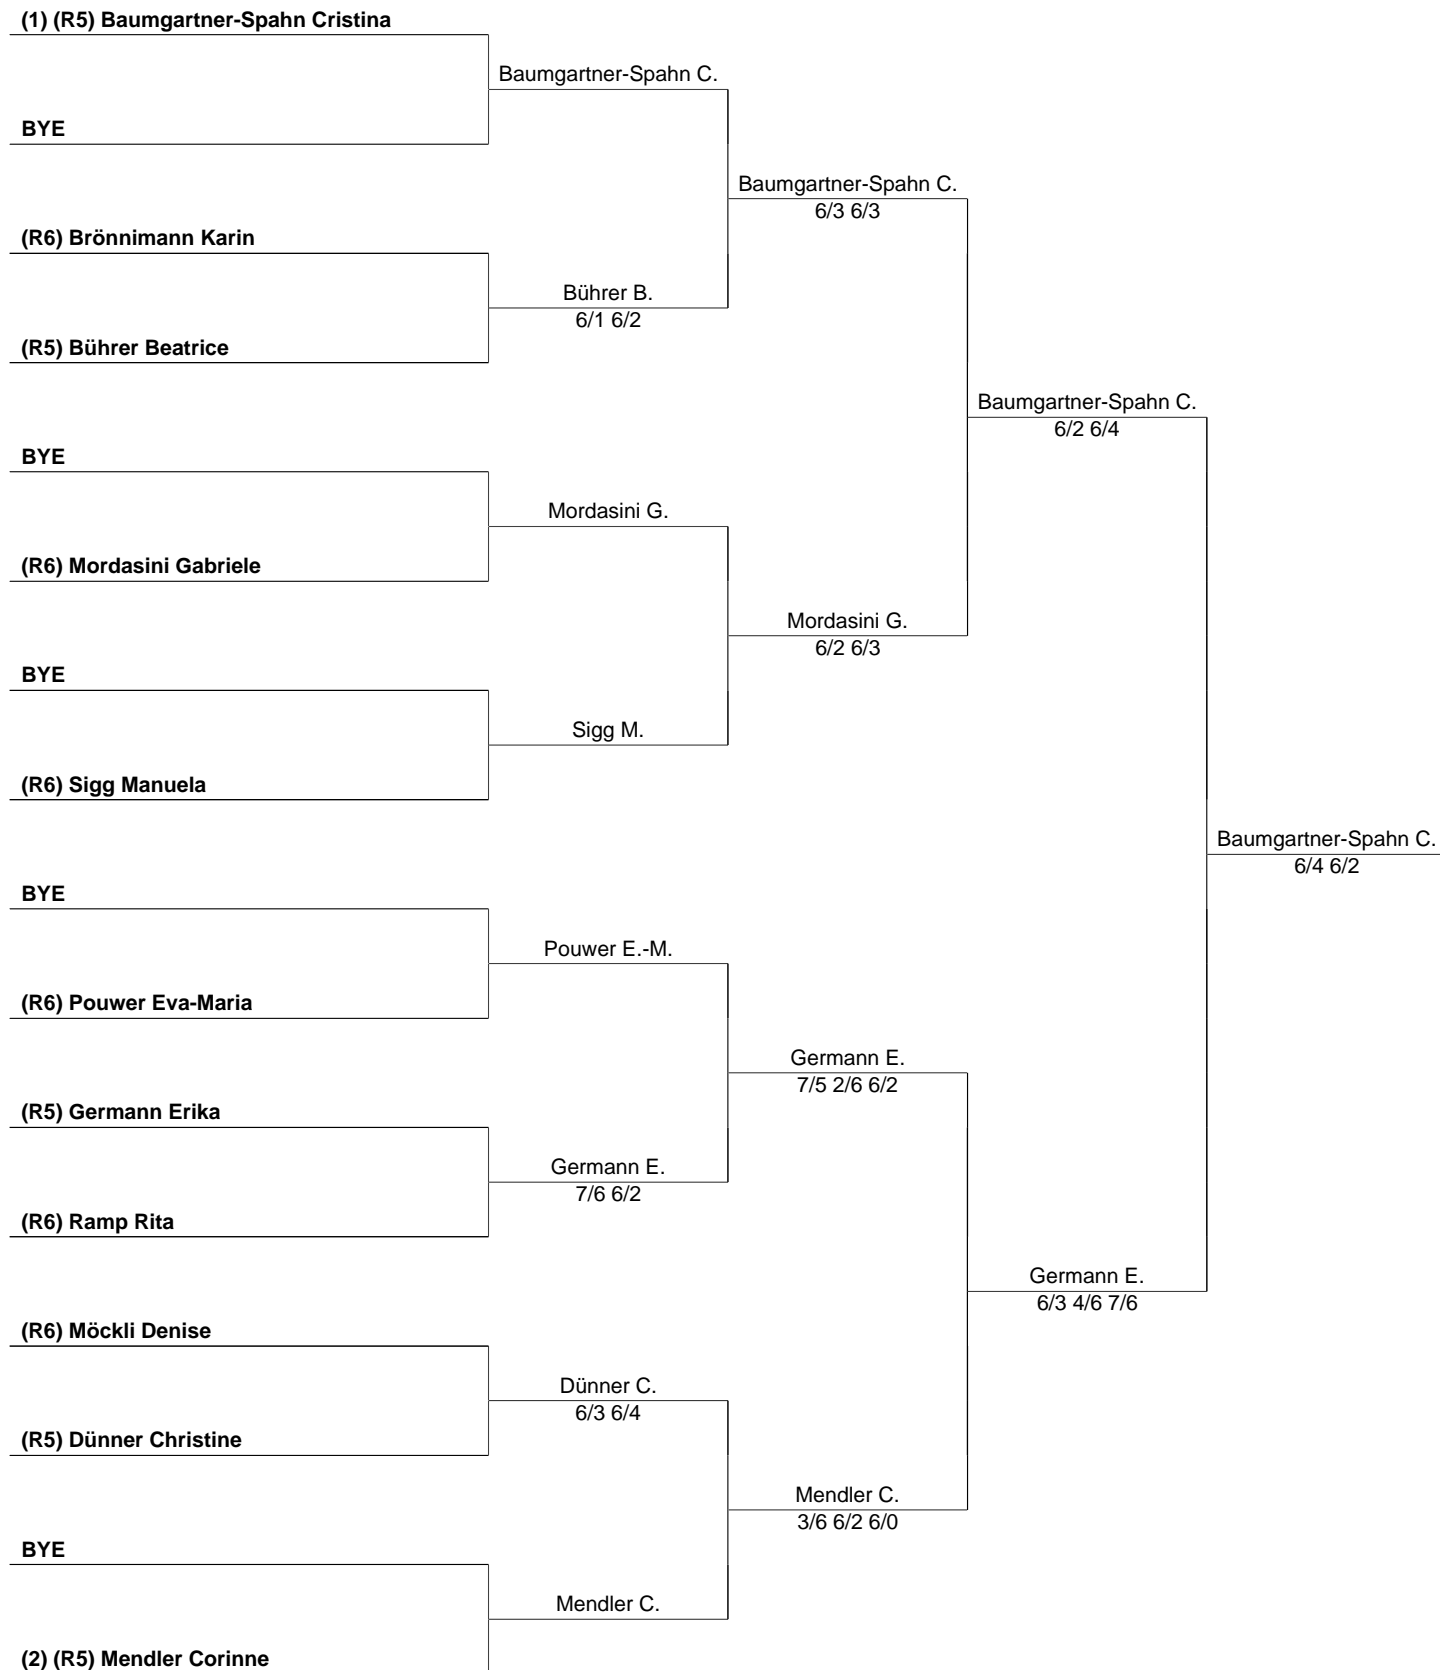 (1) (R5) Baumgartner-Spahn Cristina
Baumgartner-Spahn C.
BYE
Baumgartner-Spahn C.
6/3 6/3
(R6) Brönnimann Karin
Bührer B.
6/1 6/2
(R5) Bührer Beatrice
Baumgartner-Spahn C.
6/2 6/4
BYE
Mordasini G.
(R6) Mordasini Gabriele
Mordasini G.
6/2 6/3
BYE
Sigg M.
(R6) Sigg Manuela
Baumgartner-Spahn C.
6/4 6/2
BYE
Pouwer E.-M.
(R6) Pouwer Eva-Maria
Germann E.
7/5 2/6 6/2
(R5) Germann Erika
Germann E.
7/6 6/2
(R6) Ramp Rita
Germann E.
6/3 4/6 7/6
(R6) Möckli Denise
Dünner C.
6/3 6/4
(R5) Dünner Christine
Mendler C.
3/6 6/2 6/0
BYE
Mendler C.
(2) (R5) Mendler Corinne